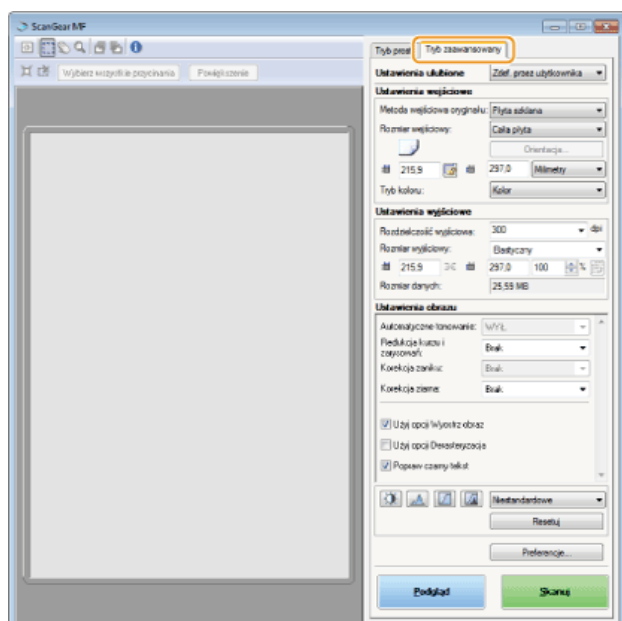 ScanGear MF
Tryb prost Tryb zaawansowany
Wybierz wszystkie przycinania Powiększenie
Ustawienia ulubione Zdef. przez użytkownika
Ustawienia wejściowe
Metoda wejściowa oryginału: Płyta szklana
Rozmiar wejściowy: Cała płyta
Orientacja...
215,9 297,0 Milimetry
Tryb koloru: Kolor
Ustawienia wyjściowe
Rozdzielczość wyjściowa: 300 dpi
Rozmiar wyjściowy: Elastyczny
215,9 297,0 100 %
Rozmiar danych: 25,59 MB
Ustawienia obrazu
Automatyczne tonowanie: WYŁ.
Redukcja kurzu i
zarysowań: Brak
Korekcja zaniku: Brak
Korekcja ziarna: Brak
Użyj opcji Wyostrz obraz
Użyj opcji Derasteryzacja
Popraw czarny tekst
Niestandardowe
Resetuj
Preferencje...
Podgląd Skanuj